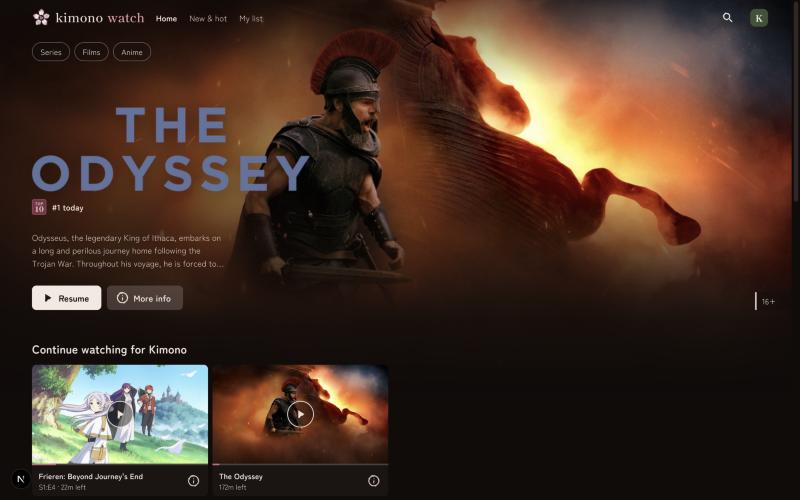 kimono watch
Home
New & hot
My list
K
Series
Films
Anime
THE
ODYSSEY
TOP
10
#1 today
Odysseus, the legendary King of Ithaca, embarks on
a long and perilous journey home following the
Trojan War. Throughout his voyage, he is forced to...
Resume
More info
16+
Continue watching for Kimono
Frieren: Beyond Journey's End
S1:E4 · 22m left
The Odyssey
172m left
N